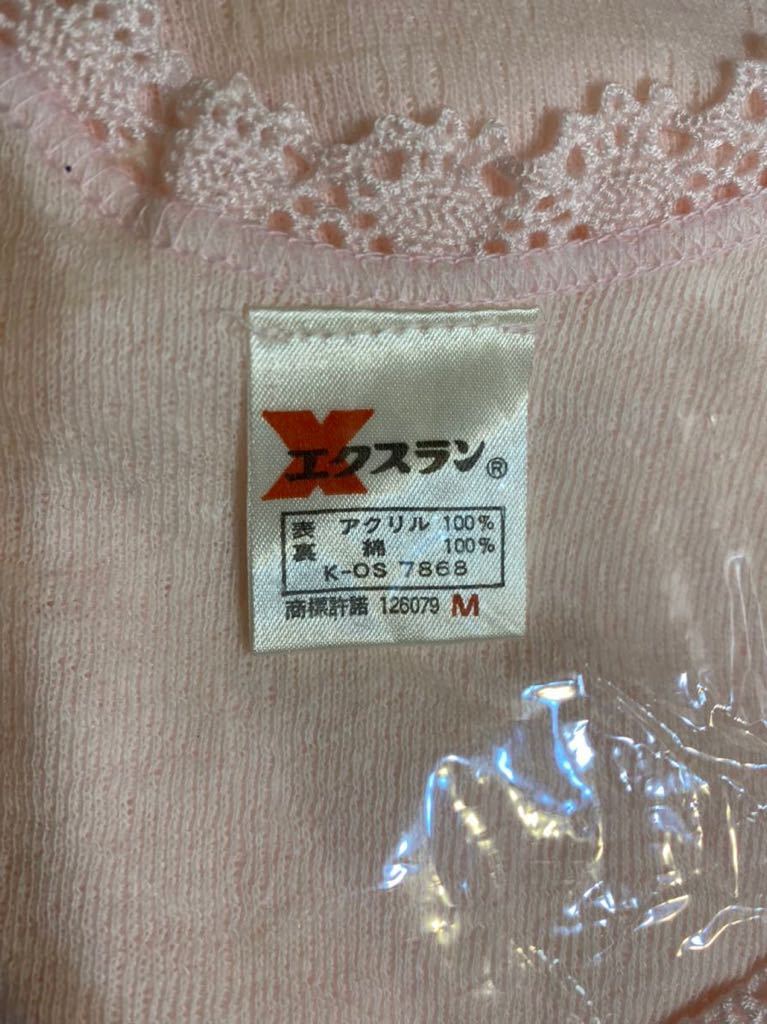 X
エクスラン®
表 アクリル 100%
裏 綿 100%
K-OS 7868
商標許諾 126079 M